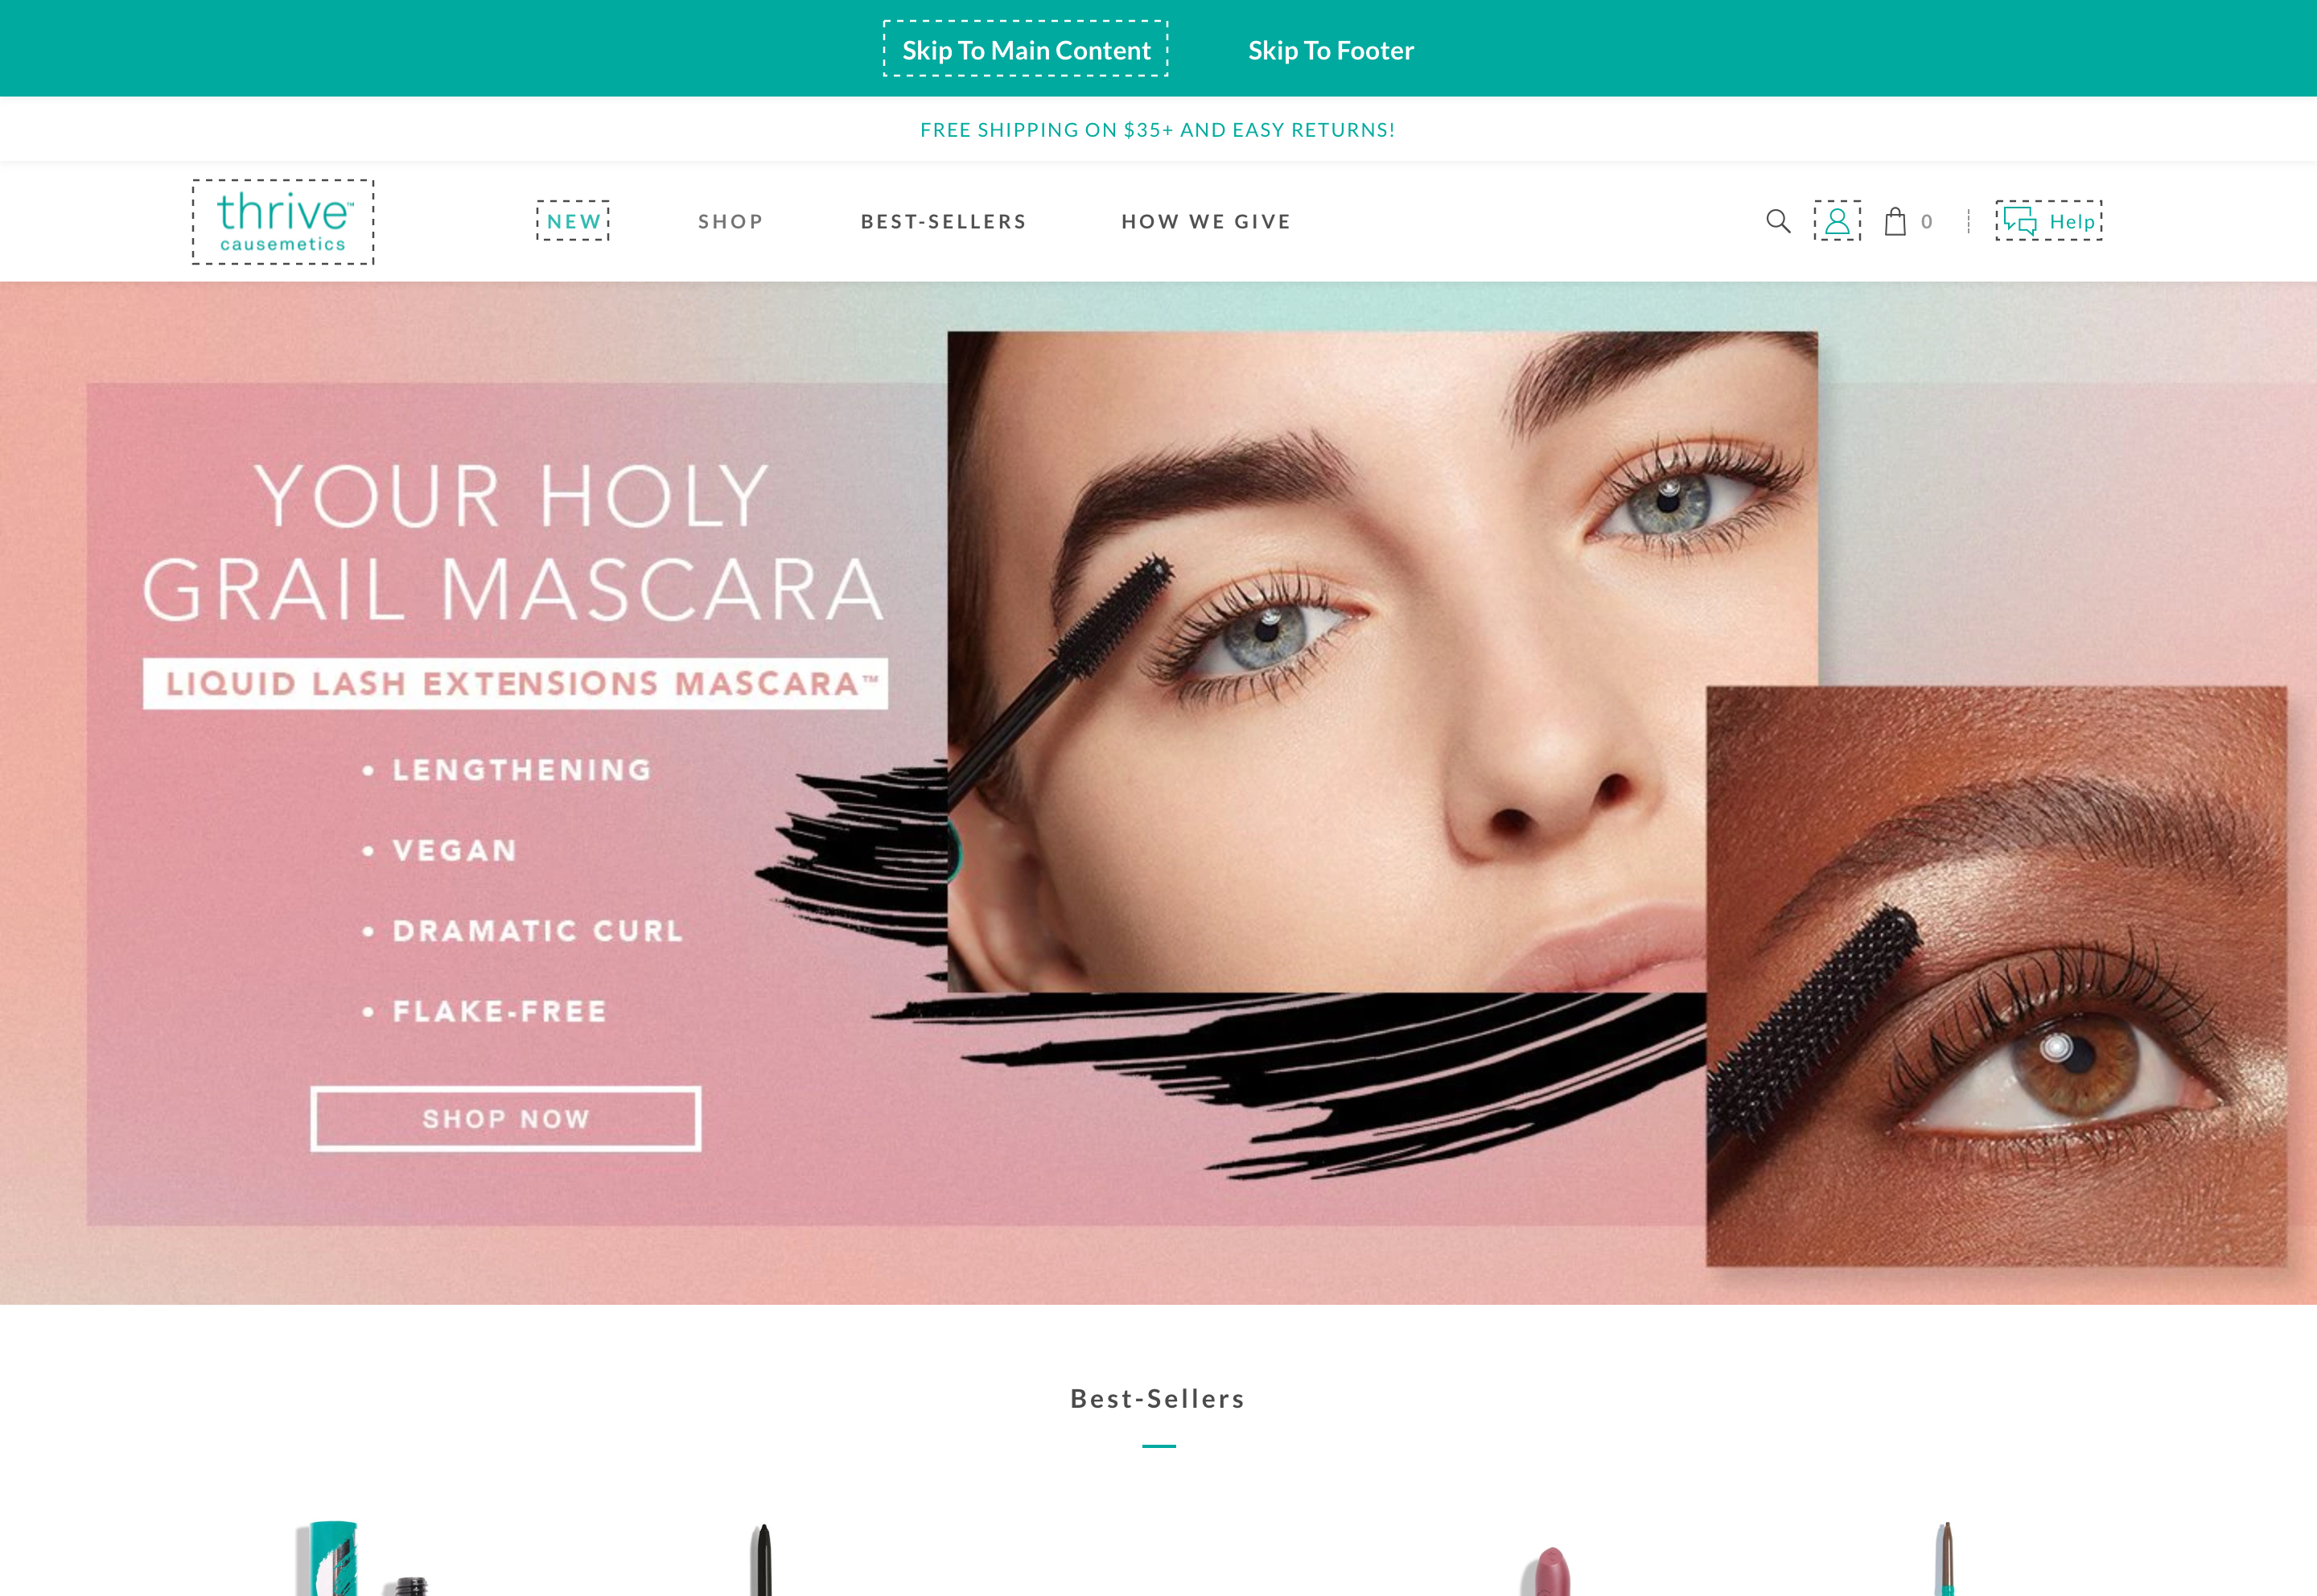 Skip To Main Content
Skip To Footer
FREE SHIPPING ON $35+ AND EASY RETURNS!
thrive™
causemetics
NEW
SHOP
BEST-SELLERS
HOW WE GIVE
0
Help
YOUR HOLY
GRAIL MASCARA
LIQUID LASH EXTENSIONS MASCARA™
• LENGTHENING
• VEGAN
• DRAMATIC CURL
• FLAKE-FREE
SHOP NOW
Best-Sellers